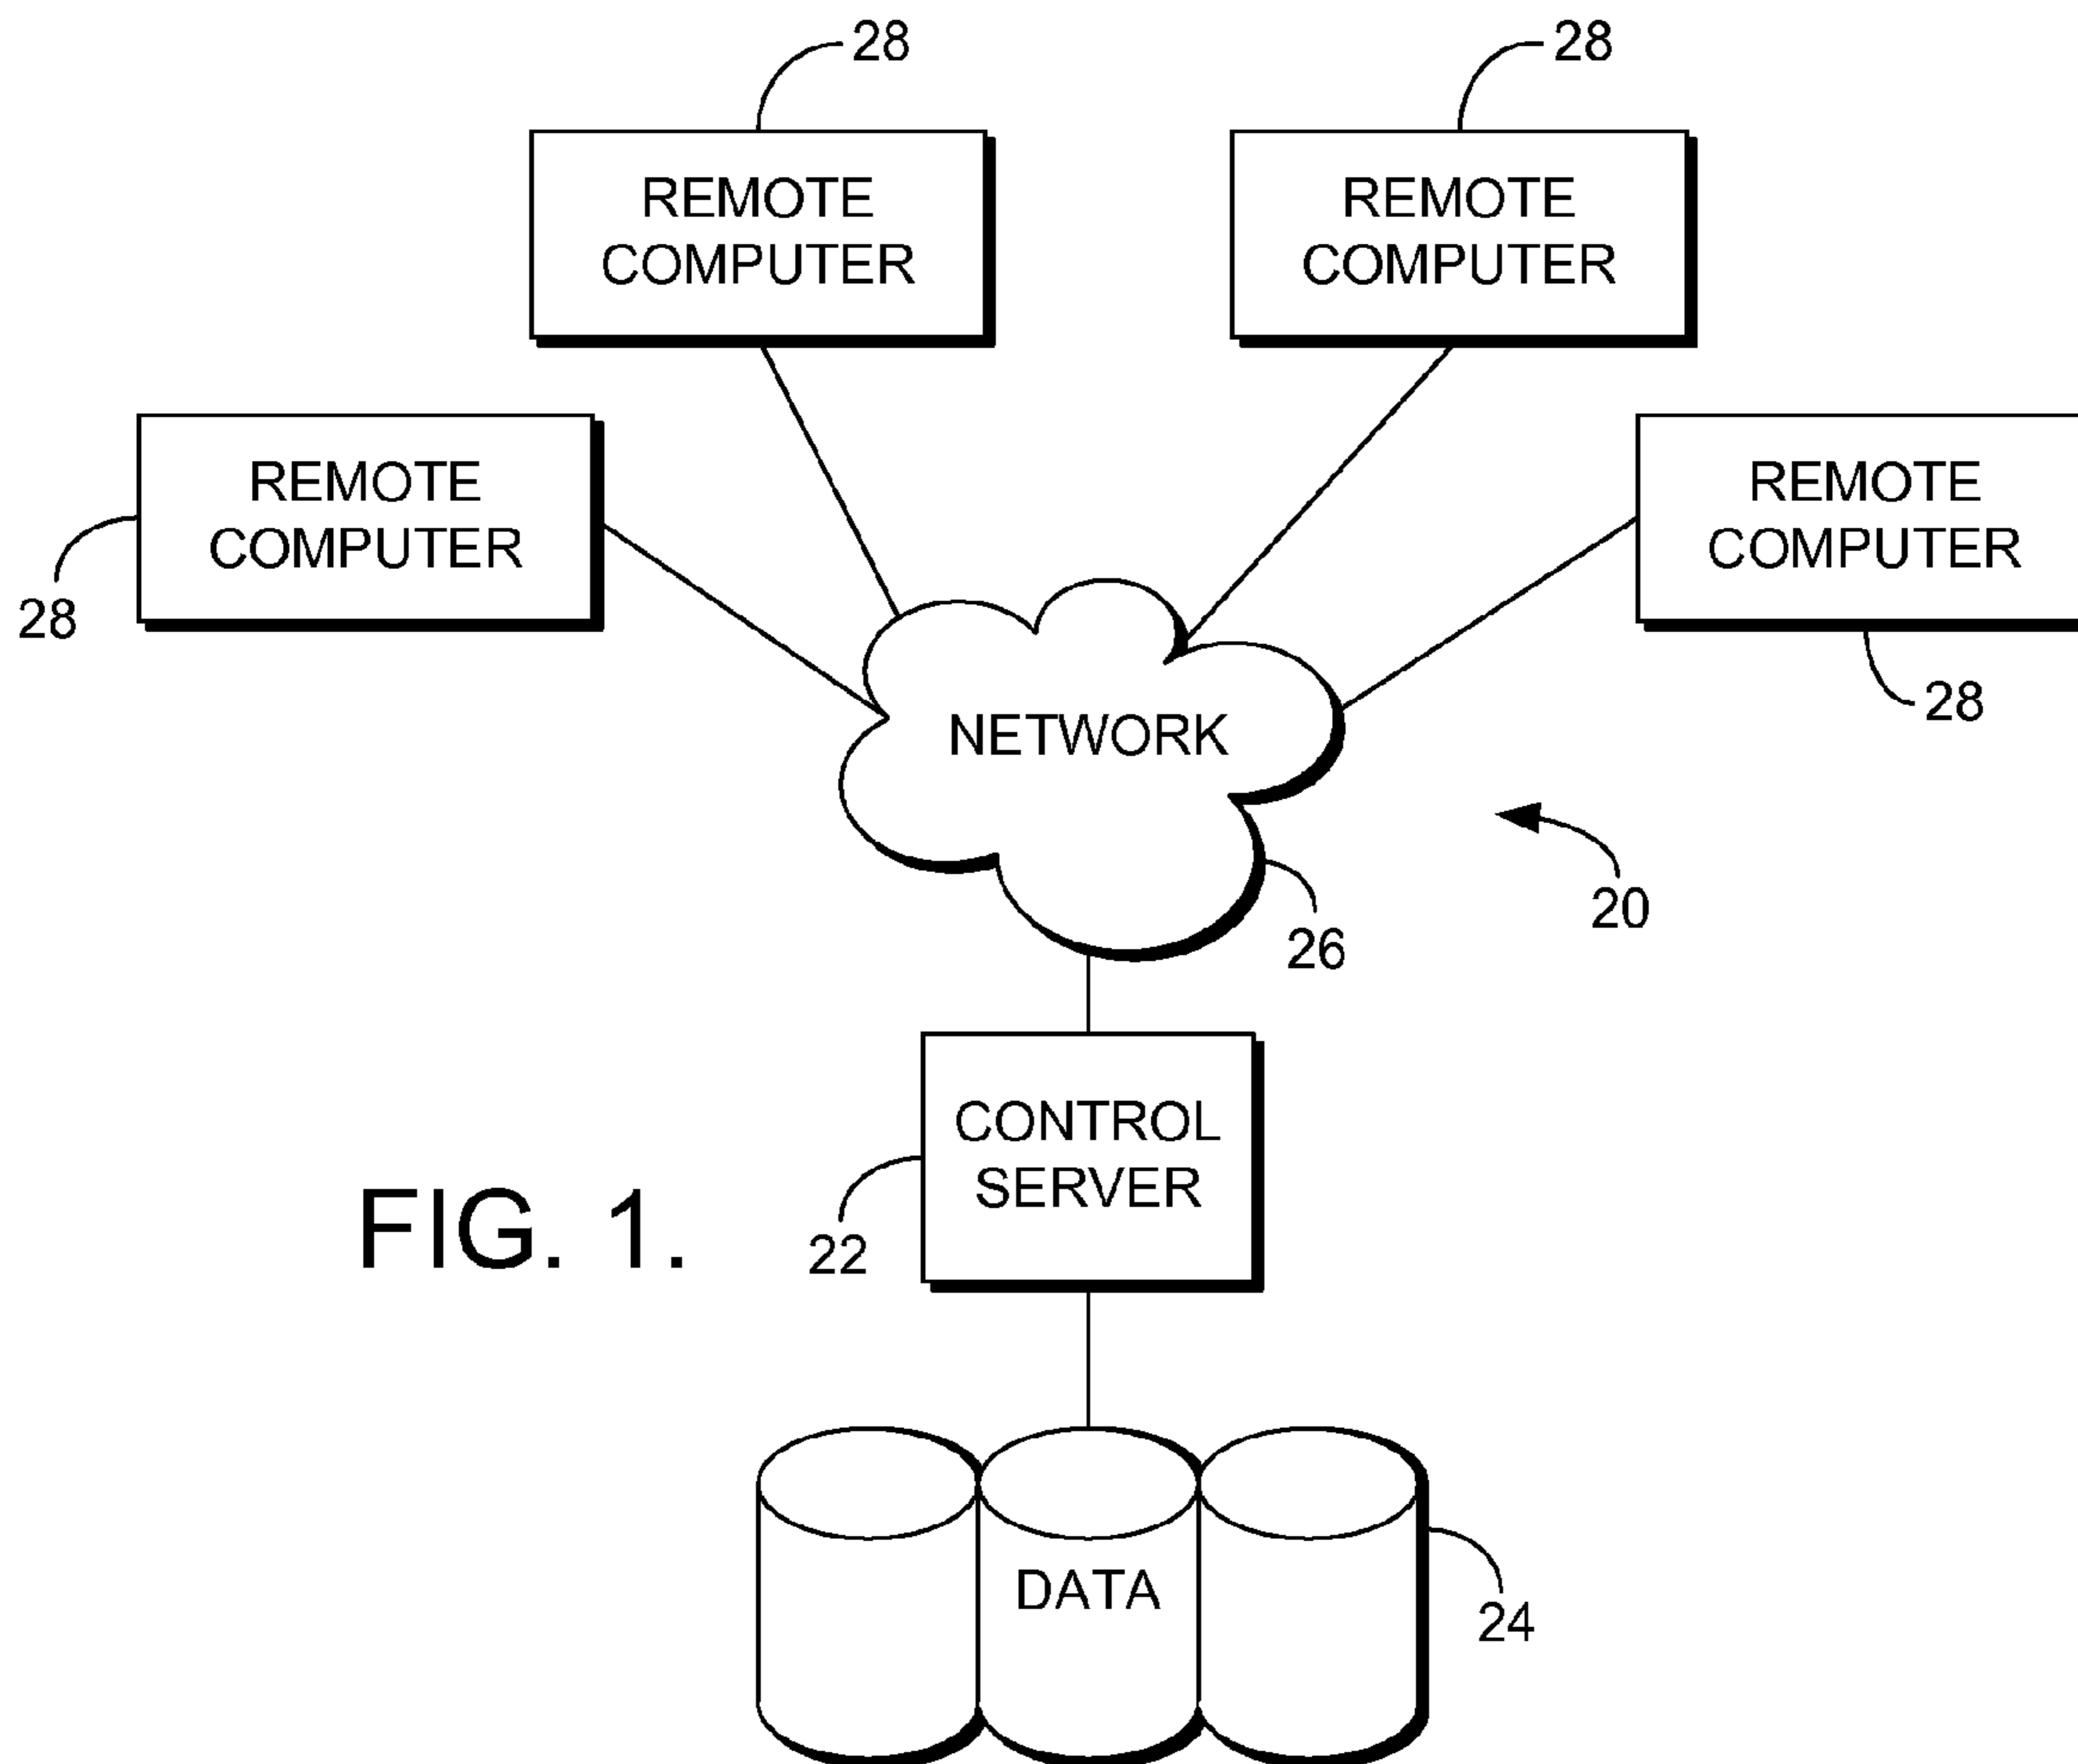 28
28
REMOTE
COMPUTER
REMOTE
COMPUTER
REMOTE
COMPUTER
28
REMOTE
COMPUTER
28
NETWORK
20
26
CONTROL
SERVER
22
FIG. 1.
DATA
24